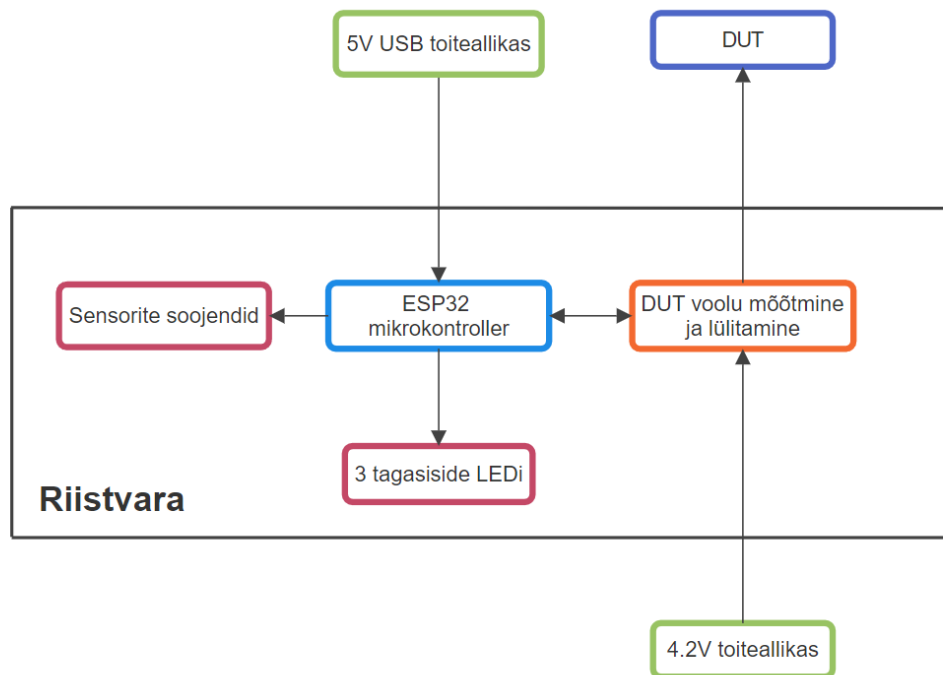 5V USB toiteallikas
DUT
Sensorite soojendid
ESP32
mikrokontroller
DUT voolu mõõtmine
ja lülitamine
3 tagasiside LEDi
Riistvara
4.2V toiteallikas